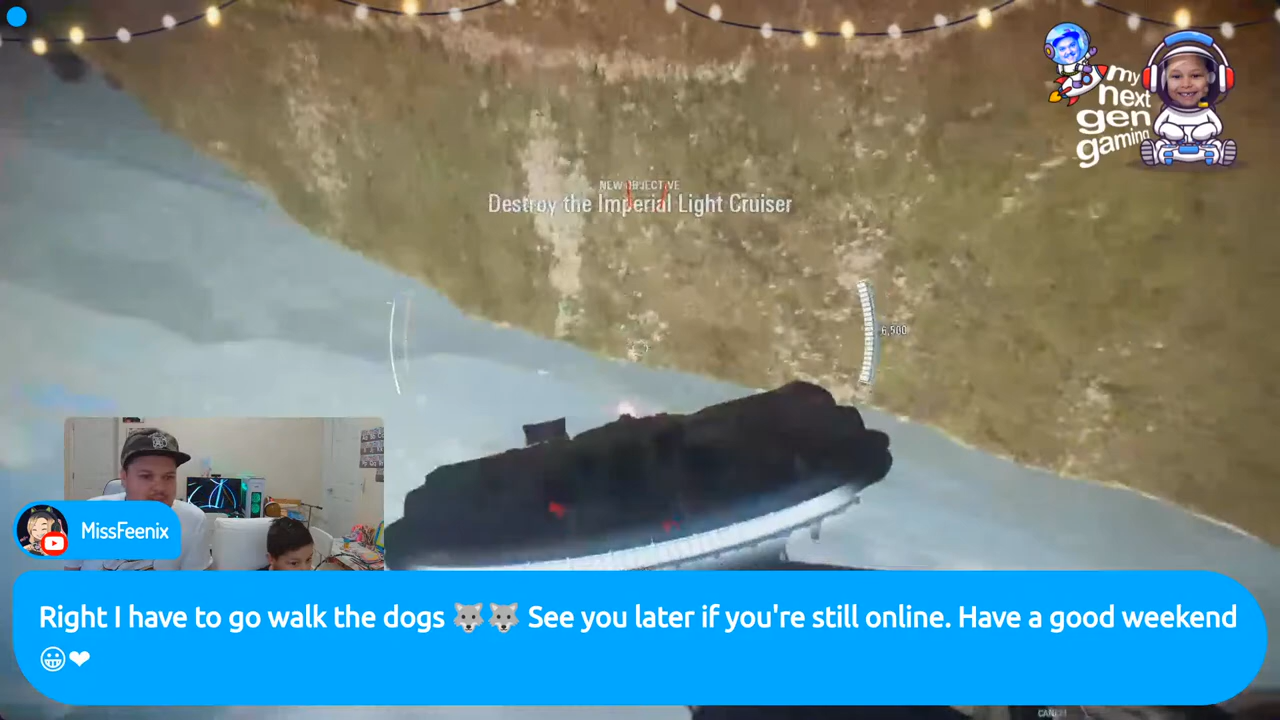 my
next
gen
gaming
NEW OBJECTIVE
Destroy the Imperial Light Cruiser
6,500
MissFeenix
Right I have to go walk the dogs 🐺🐺 See you later if you're still online. Have a good weekend
😀❤
CANCEL